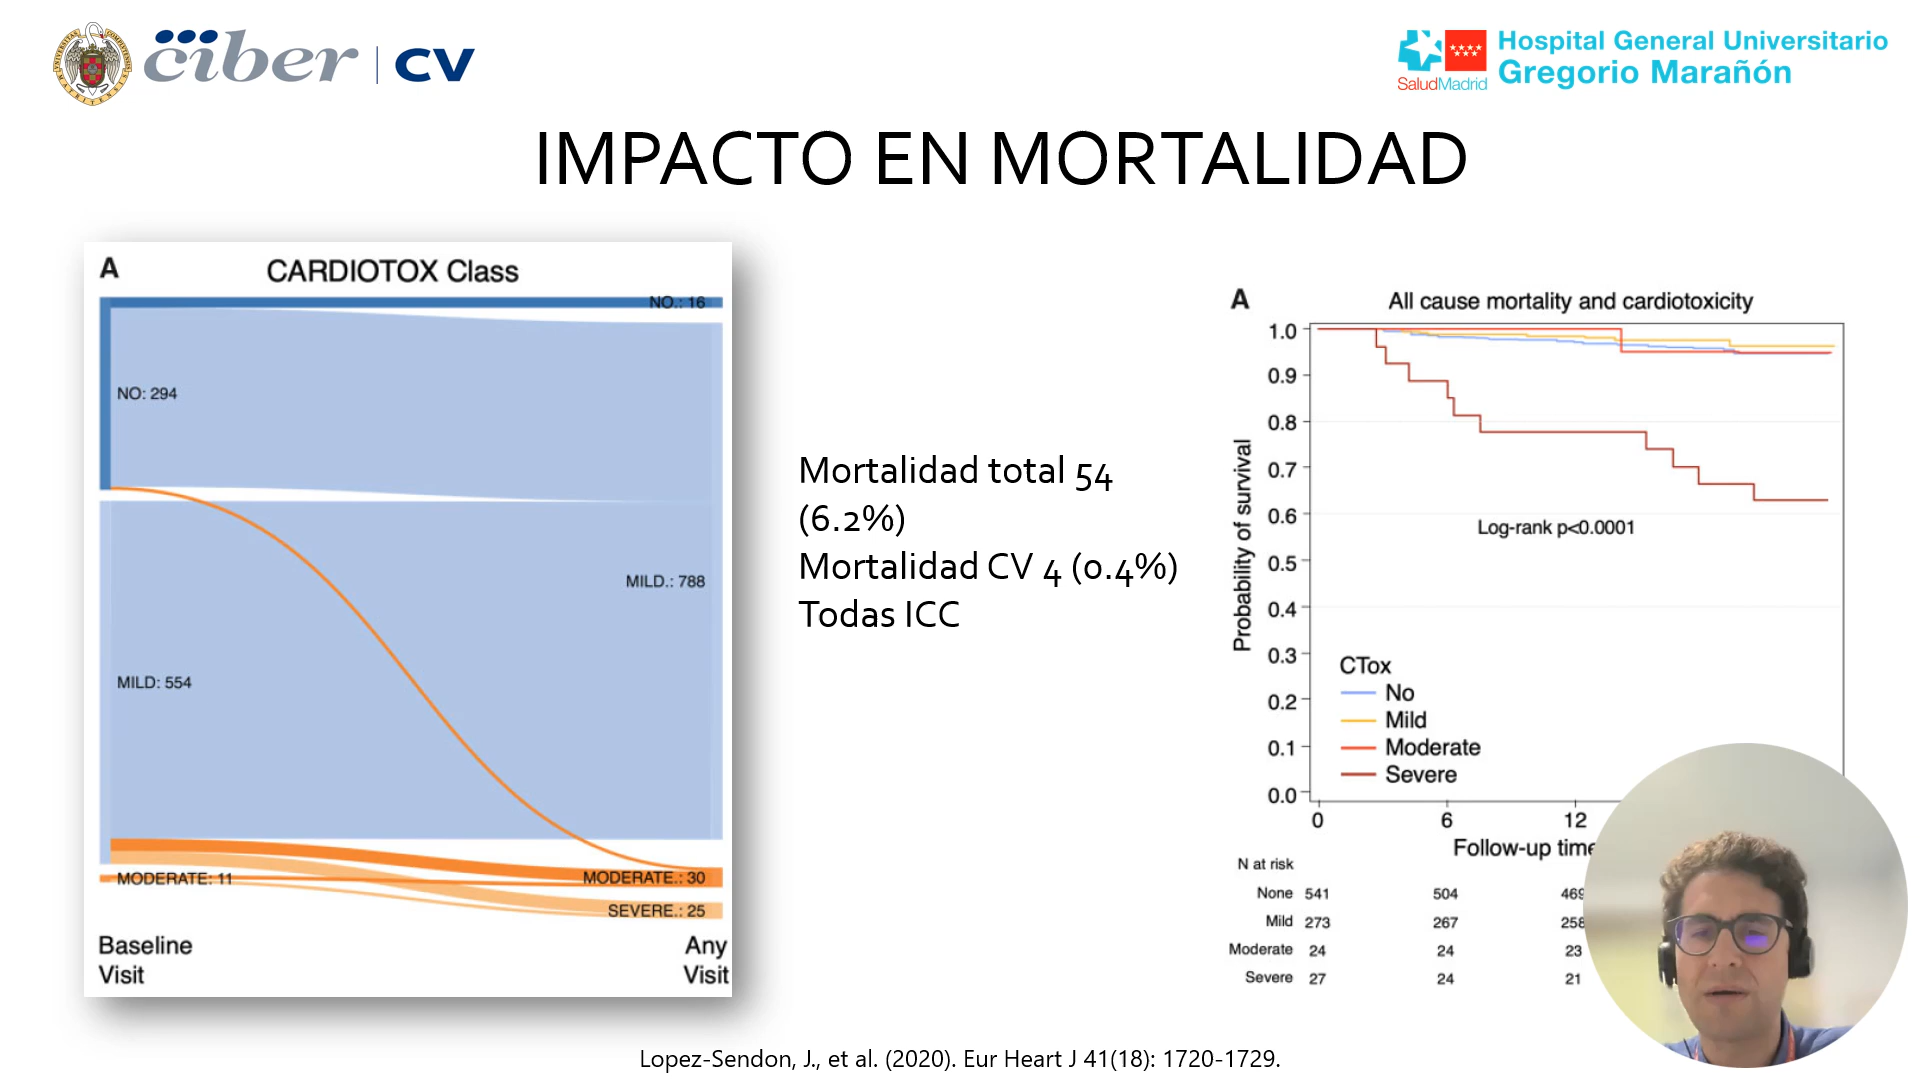 ciber | CV
SaludMadrid
Hospital General Universitario
Gregorio Marañón
IMPACTO EN MORTALIDAD
A
CARDIOTOX Class
NO.: 16
NO: 294
MILD.: 788
MILD: 554
MODERATE: 11
MODERATE.: 30
SEVERE.: 25
Baseline
Visit
Any
Visit
Mortalidad total 54
(6.2%)
Mortalidad CV 4 (0.4%)
Todas ICC
A
All cause mortality and cardiotoxicity
Probability of survival
1.0
0.9
0.8
0.7
0.6
0.5
0.4
0.3
0.2
0.1
0.0
Log-rank p<0.0001
CTox
No
Mild
Moderate
Severe
0 6 12
Follow-up time
N at risk
None 541 504 469
Mild 273 267 258
Moderate 24 24 23
Severe 27 24 21
Lopez-Sendon, J., et al. (2020). Eur Heart J 41(18): 1720-1729.